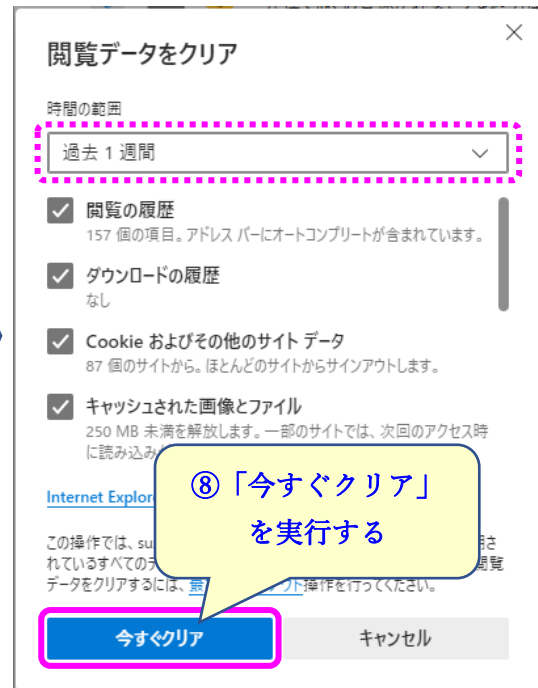 閲覧データをクリア
時間の範囲
過去 1 週間
閲覧の履歴
157 個の項目。アドレス バーにオートコンプリートが含まれています。
ダウンロードの履歴
なし
Cookie およびその他のサイト データ
87 個のサイトから。ほとんどのサイトからサインアウトします。
キャッシュされた画像とファイル
250 MB 未満を解放します。一部のサイトでは、次回のアクセス時
に読み込み
⑧「今すぐクリア」
を実行する
Internet Explor
この操作では、su
れているすべてのデ 閲覧
データをクリアするには、 操作を行ってください。
今すぐクリア
キャンセル